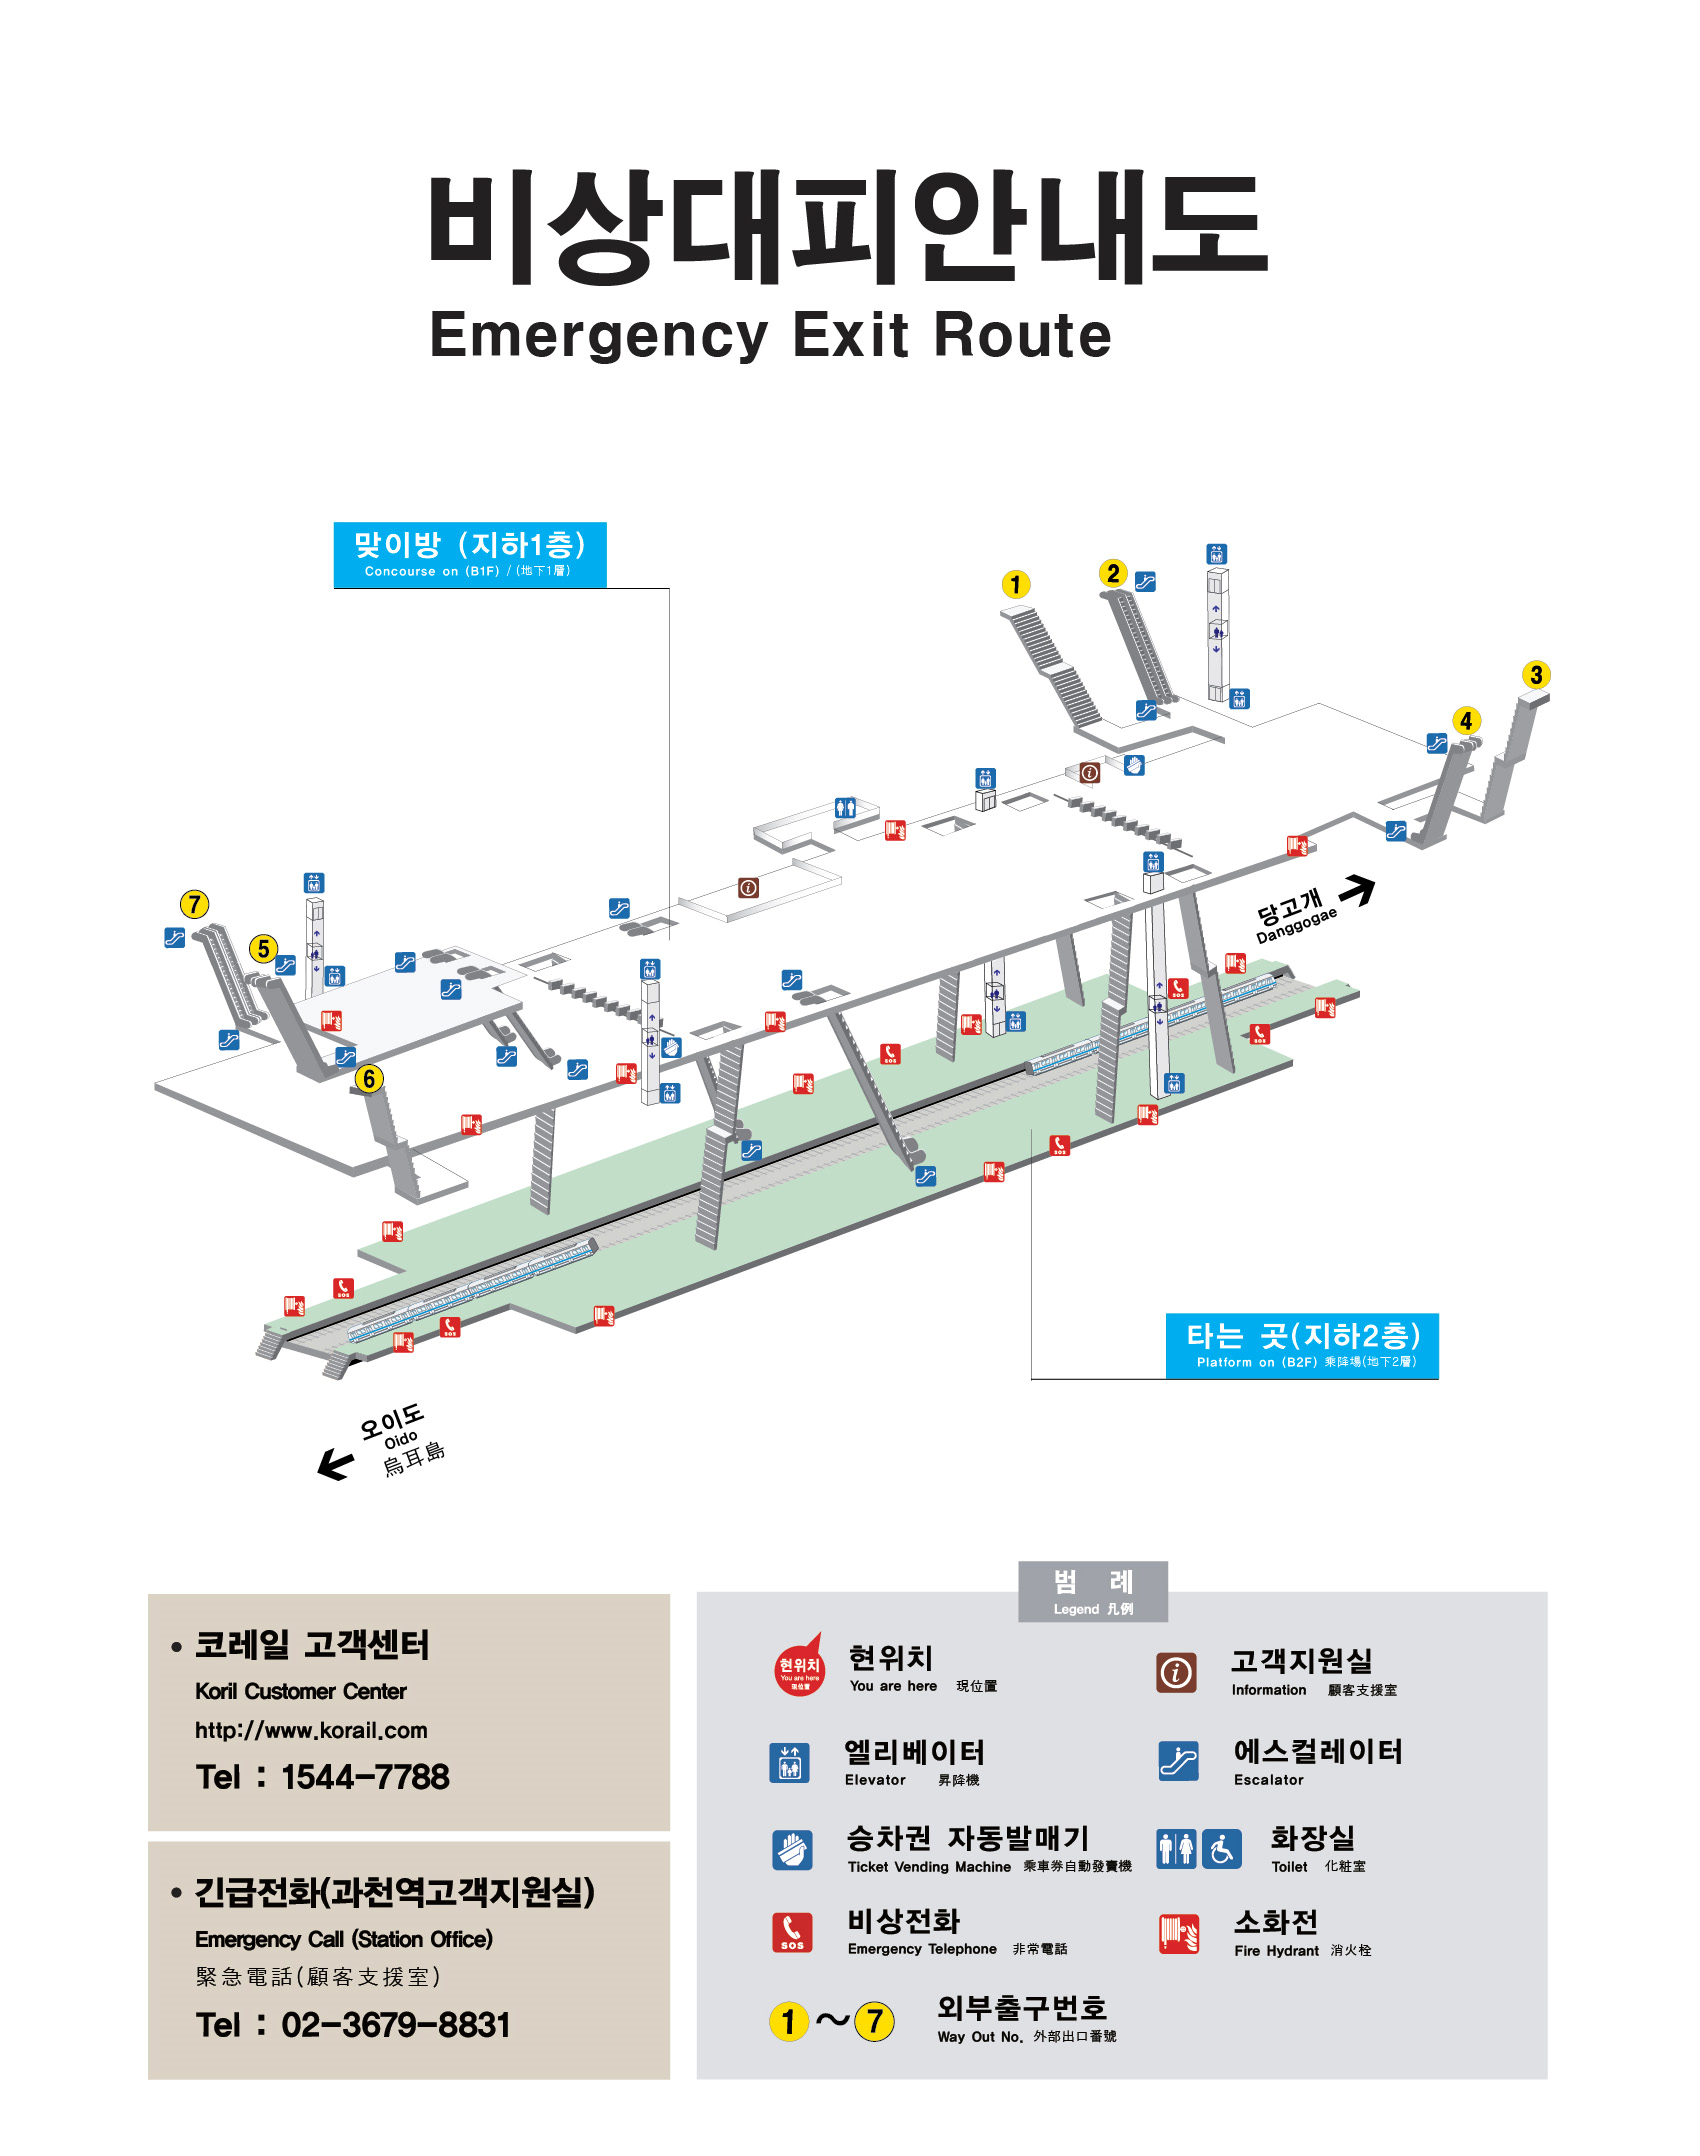 비상대피안내도
Emergency Exit Route
맞이방 (지하1층)
Concourse on (B1F) / (地下1層)
1
2
3
4
7
5
6
당고개
Danggogae
타는 곳(지하2층)
Platform on (B2F) 乘降場(地下2層)
오이도
Oido
烏耳島
• 코레일 고객센터
Koril Customer Center
http://www.korail.com
Tel : 1544-7788
• 긴급전화(과천역고객지원실)
Emergency Call (Station Office)
緊急電話(顧客支援室)
Tel : 02-3679-8831
범 례
Legend 凡例
현위치
You are here
現位置
현위치
You are here 現位置
고객지원실
Information 顧客支援室
엘리베이터
Elevator 昇降機
에스컬레이터
Escalator
승차권 자동발매기
Ticket Vending Machine 乘車券自動發賣機
화장실
Toilet 化粧室
SOS
비상전화
Emergency Telephone 非常電話
소화전
Fire Hydrant 消火栓
1~7
외부출구번호
Way Out No. 外部出口番號